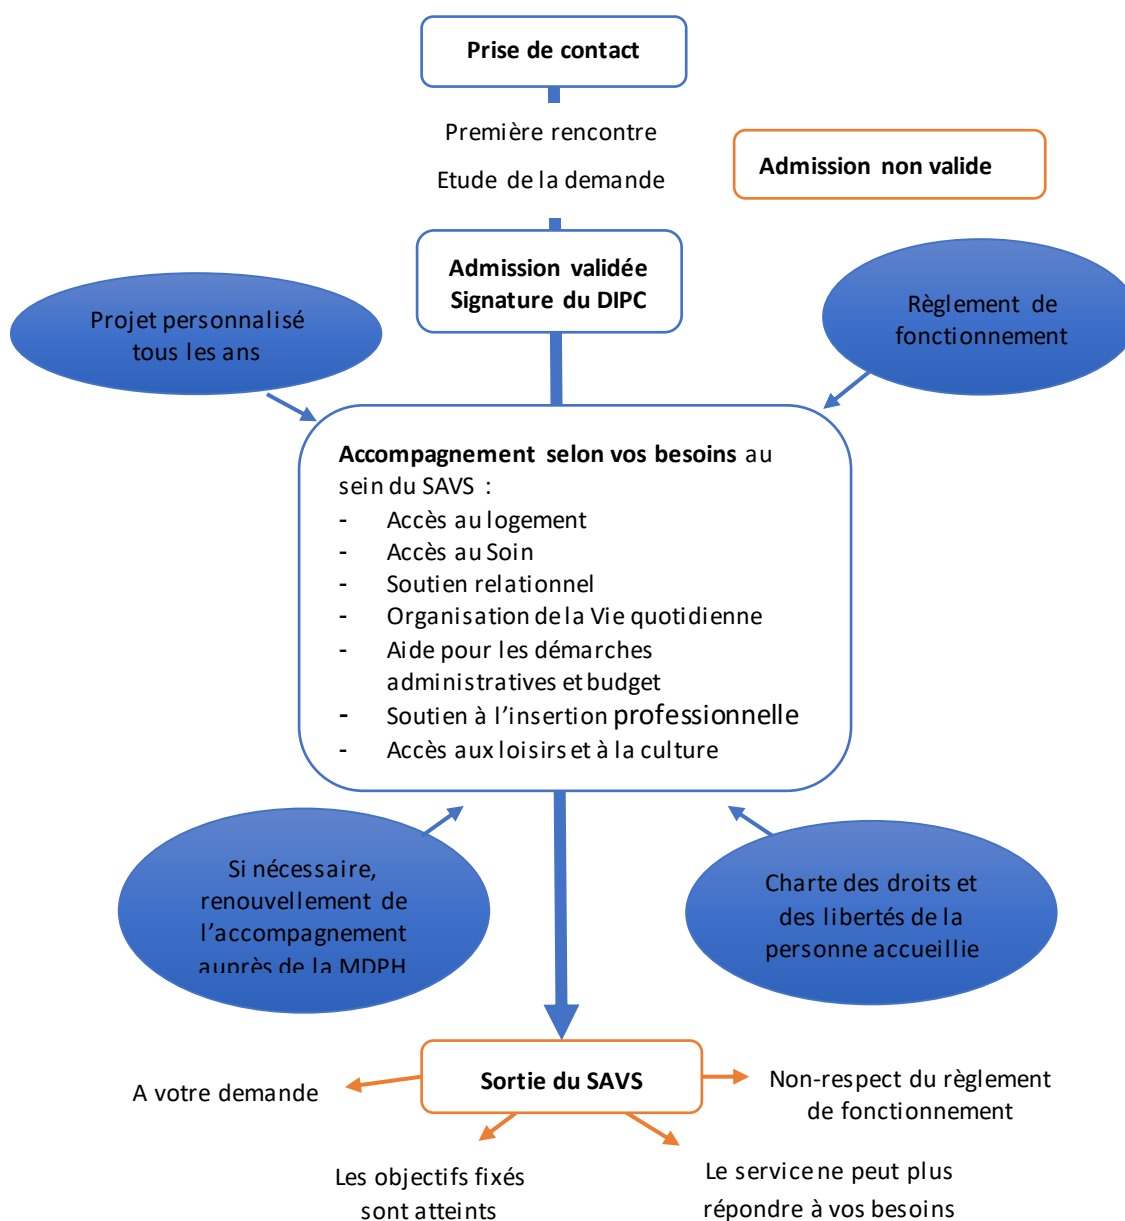 Prise de contact
Première rencontre
Etude de la demande
Admission non valide
Admission validée
Signature du DIPC
Projet personnalisé
tous les ans
Règlement de
fonctionnement
Accompagnement selon vos besoins au
sein du SAVS :
- Accès au logement
- Accès au Soin
- Soutien relationnel
- Organisation de la Vie quotidienne
- Aide pour les démarches
administratives et budget
- Soutien à l’insertion professionnelle
- Accès aux loisirs et à la culture
Si nécessaire,
renouvellement de
l’accompagnement
auprès de la MDPH
Charte des droits et
des libertés de la
personne accueillie
Sortie du SAVS
A votre demande
Non-respect du règlement
de fonctionnement
Les objectifs fixés
sont atteints
Le service ne peut plus
répondre à vos besoins